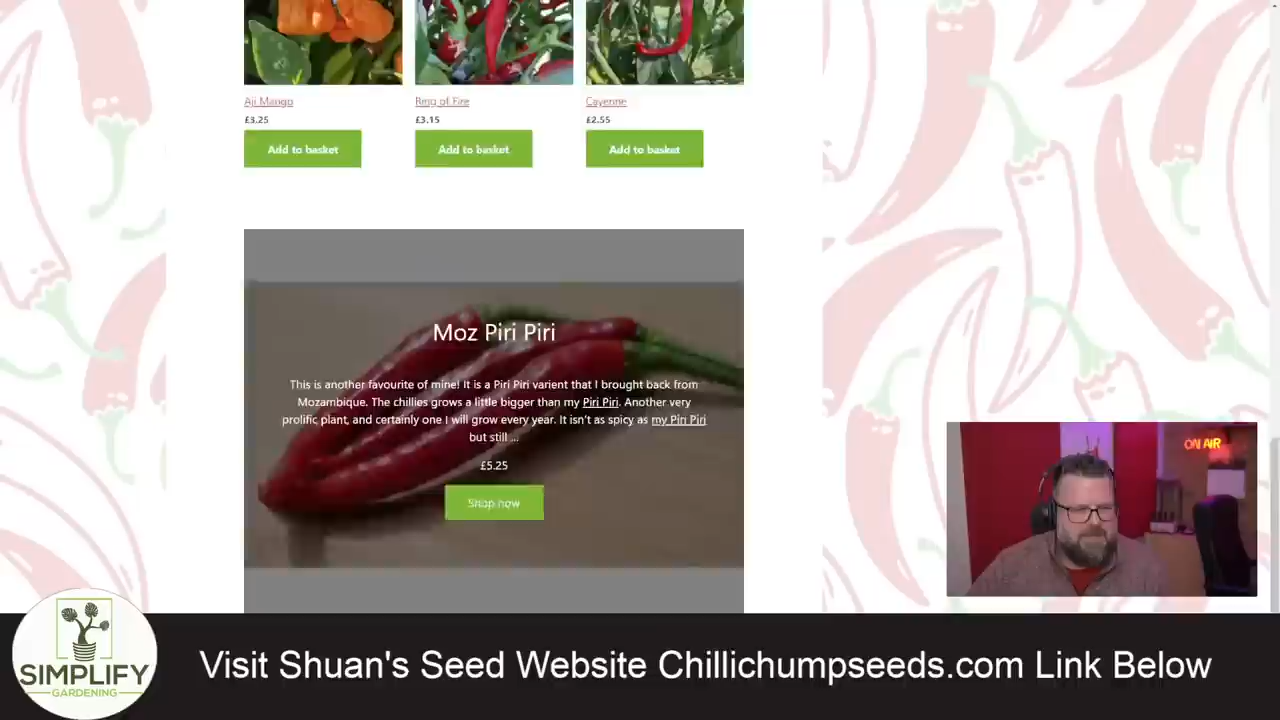 Aji Mango
Ring of Fire
Cayenne
£3.25
£3.15
£2.55
Add to basket
Add to basket
Add to basket
Moz Piri Piri
This is another favourite of mine! It is a Piri Piri varient that I brought back from
Mozambique. The chillies grows a little bigger than my Piri Piri. Another very
prolific plant, and certainly one I will grow every year. It isn't as spicy as my Piri Piri
but still ...
£5.25
Shop now
ON AIR
SIMPLIFY
GARDENING
Visit Shuan's Seed Website Chillichumpseeds.com Link Below